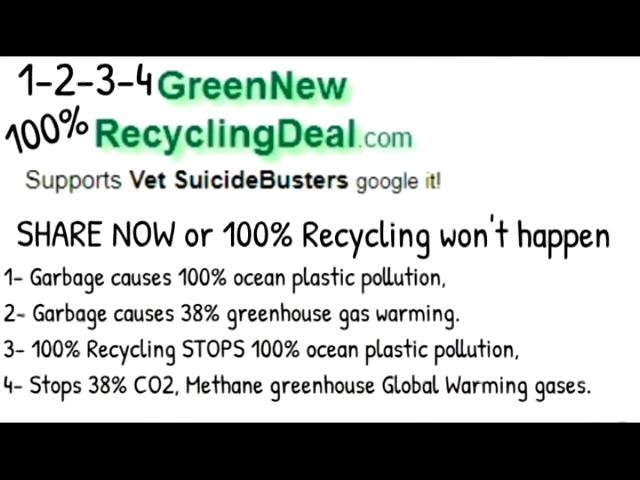 1-2-3-4 GreenNew
100% RecyclingDeal.com
Supports Vet SuicideBusters google it!
SHARE NOW or 100% Recycling won't happen
1- Garbage causes 100% ocean plastic pollution,
2- Garbage causes 38% greenhouse gas warming.
3- 100% Recycling STOPS 100% ocean plastic pollution,
4- Stops 38% CO2, Methane greenhouse Global Warming gases.